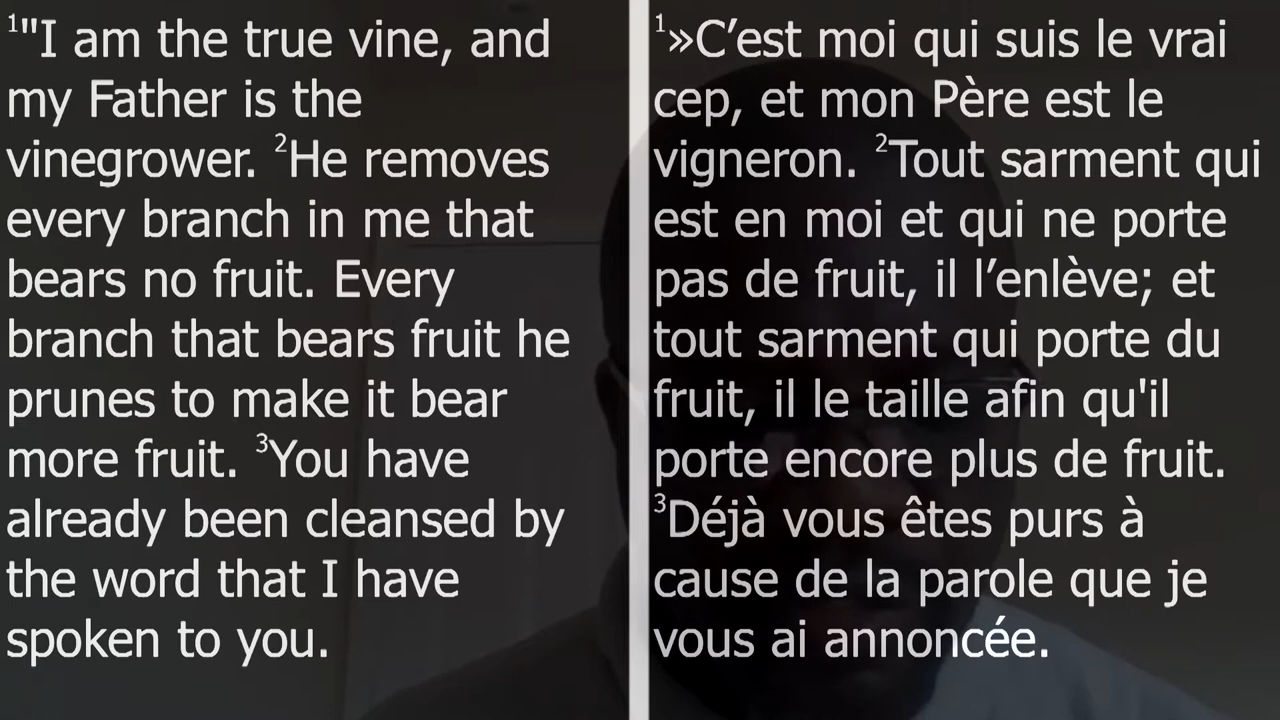 ¹"I am the true vine, and
my Father is the
vinegrower. ²He removes
every branch in me that
bears no fruit. Every
branch that bears fruit he
prunes to make it bear
more fruit. ³You have
already been cleansed by
the word that I have
spoken to you.
¹»C’est moi qui suis le vrai
cep, et mon Père est le
vigneron. ²Tout sarment qui
est en moi et qui ne porte
pas de fruit, il l’enlève; et
tout sarment qui porte du
fruit, il le taille afin qu'il
porte encore plus de fruit.
³Déjà vous êtes purs à
cause de la parole que je
vous ai annoncée.